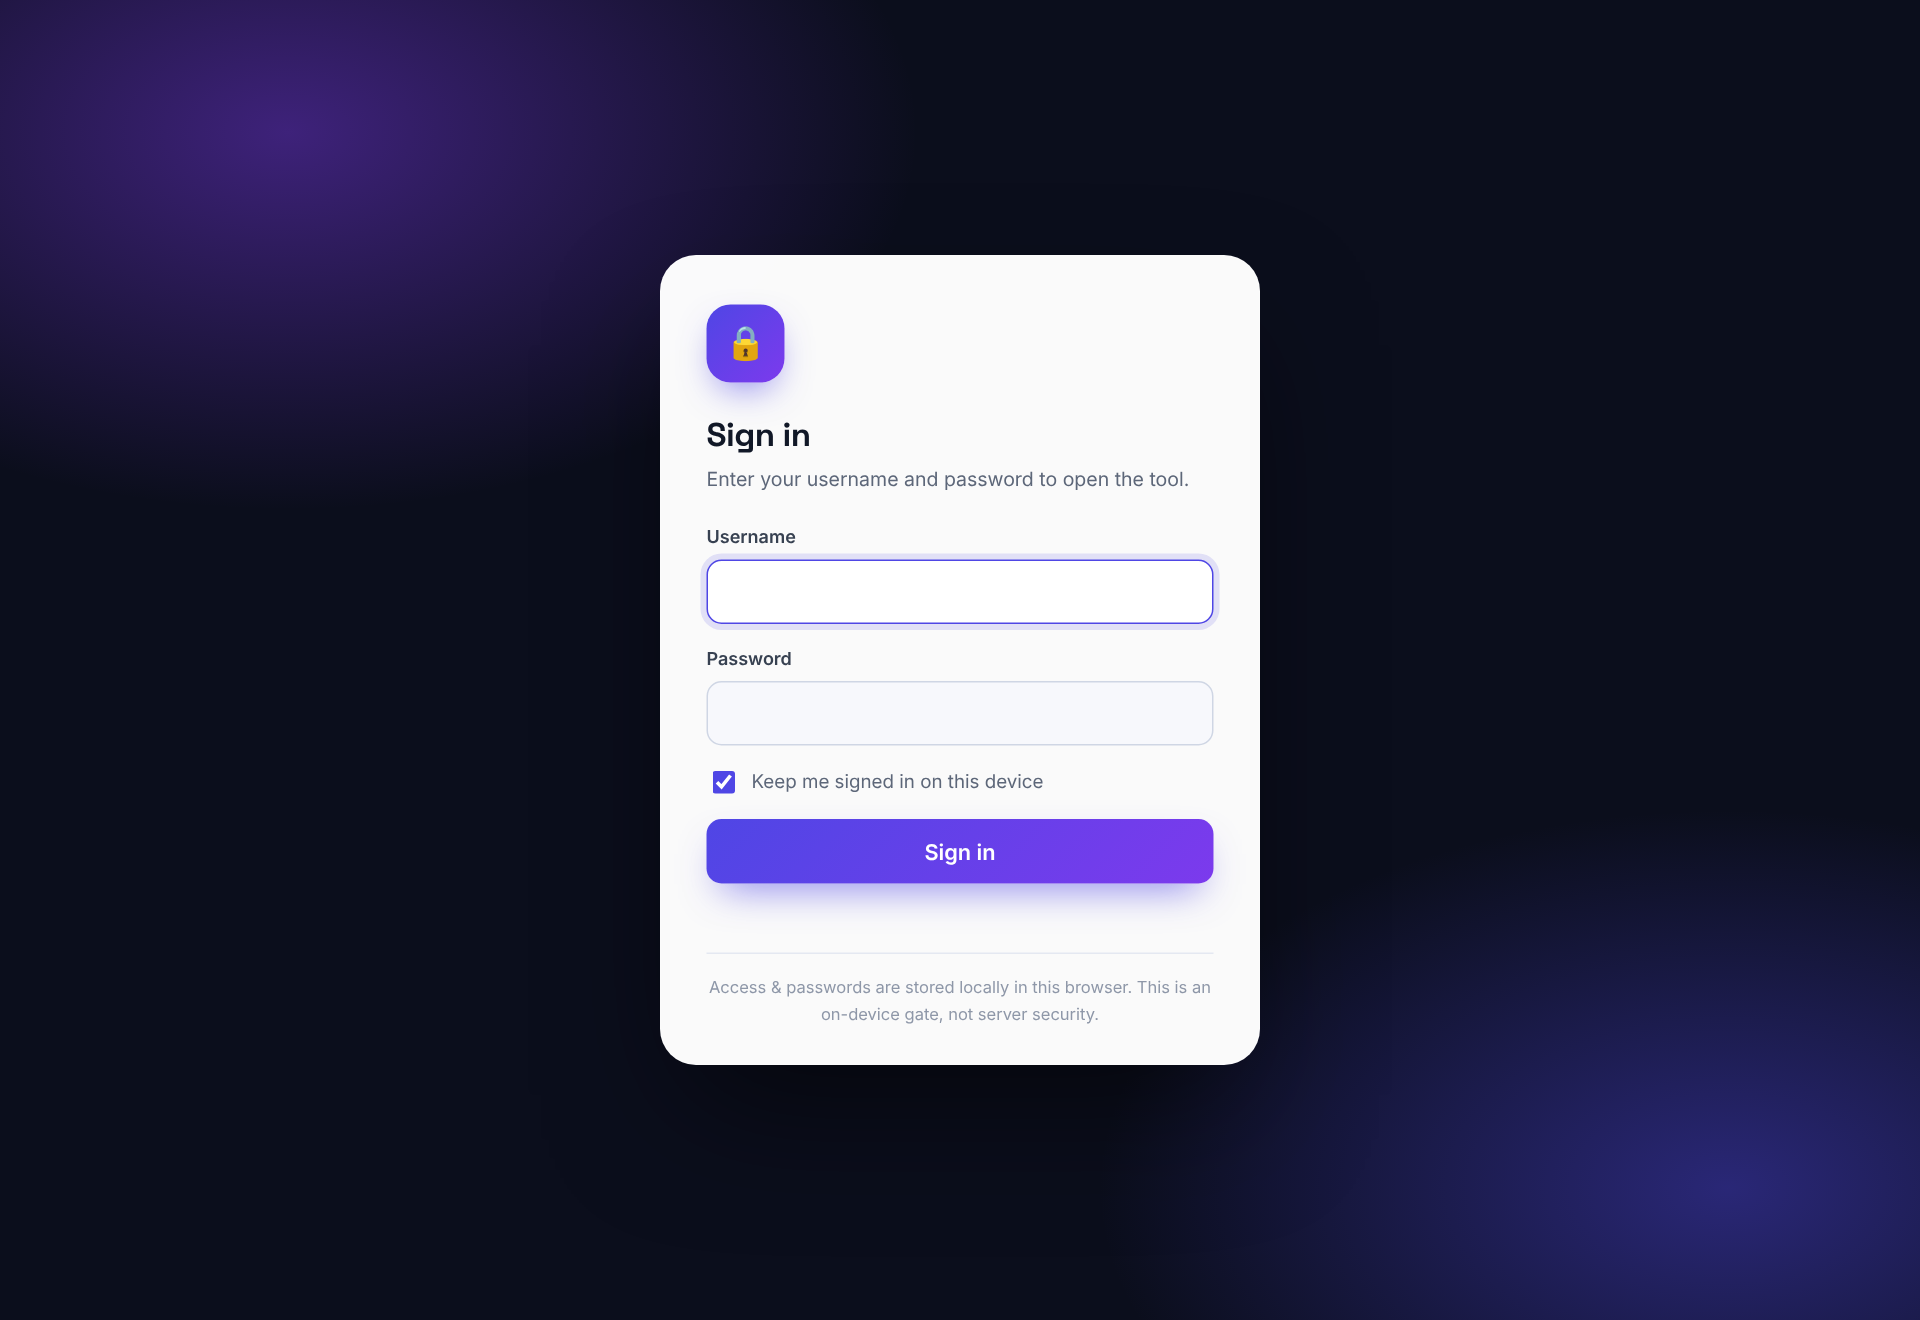 Sign in
Enter your username and password to open the tool.
Username
Password
Keep me signed in on this device
Sign in
Access & passwords are stored locally in this browser. This is an
on-device gate, not server security.